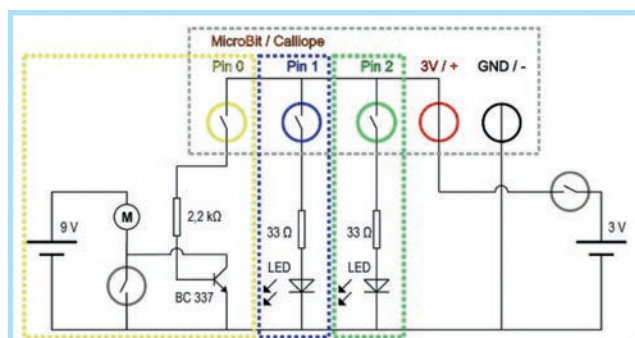 MicroBit / Calliope
Pin 0 Pin 1 Pin 2 3V / + GND / -
9 V
M
2,2 kΩ
33 Ω
33 Ω
3 V
LED
LED
BC 337